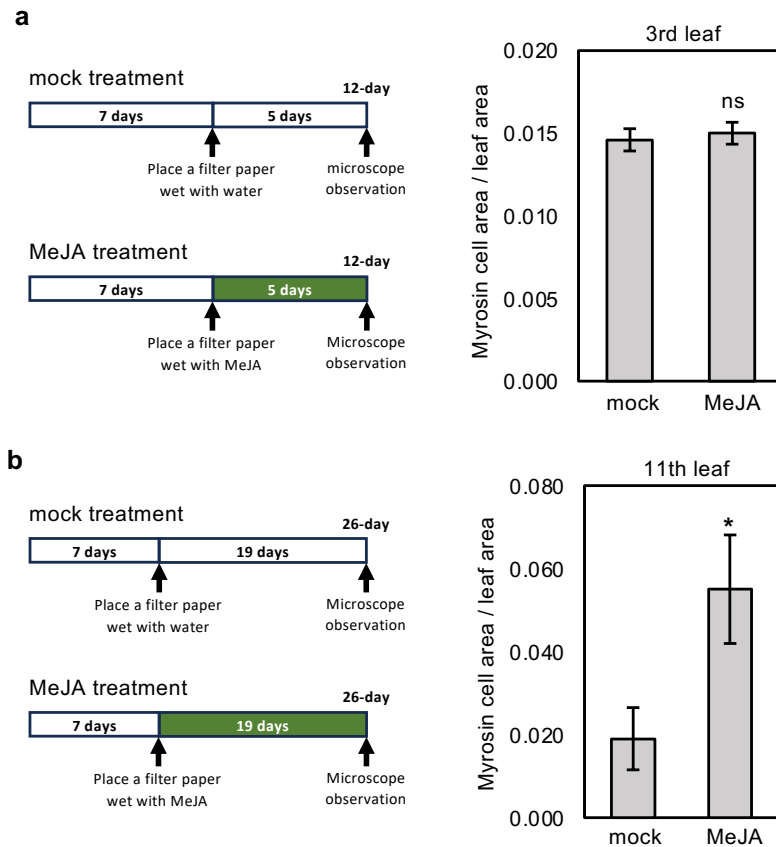 a
mock treatment
12-day
7 days
5 days
Place a filter paper
wet with water
microscope
observation
MeJA treatment
12-day
7 days
5 days
Place a filter paper
wet with MeJA
Microscope
observation
3rd leaf
Myrosin cell area / leaf area
0.020
0.015
0.010
0.005
0.000
ns
mock
MeJA
b
mock treatment
26-day
7 days
19 days
Place a filter paper
wet with water
Microscope
observation
MeJA treatment
26-day
7 days
19 days
Place a filter paper
wet with MeJA
Microscope
observation
11th leaf
Myrosin cell area / leaf area
0.080
0.060
0.040
0.020
0.000
*
mock
MeJA